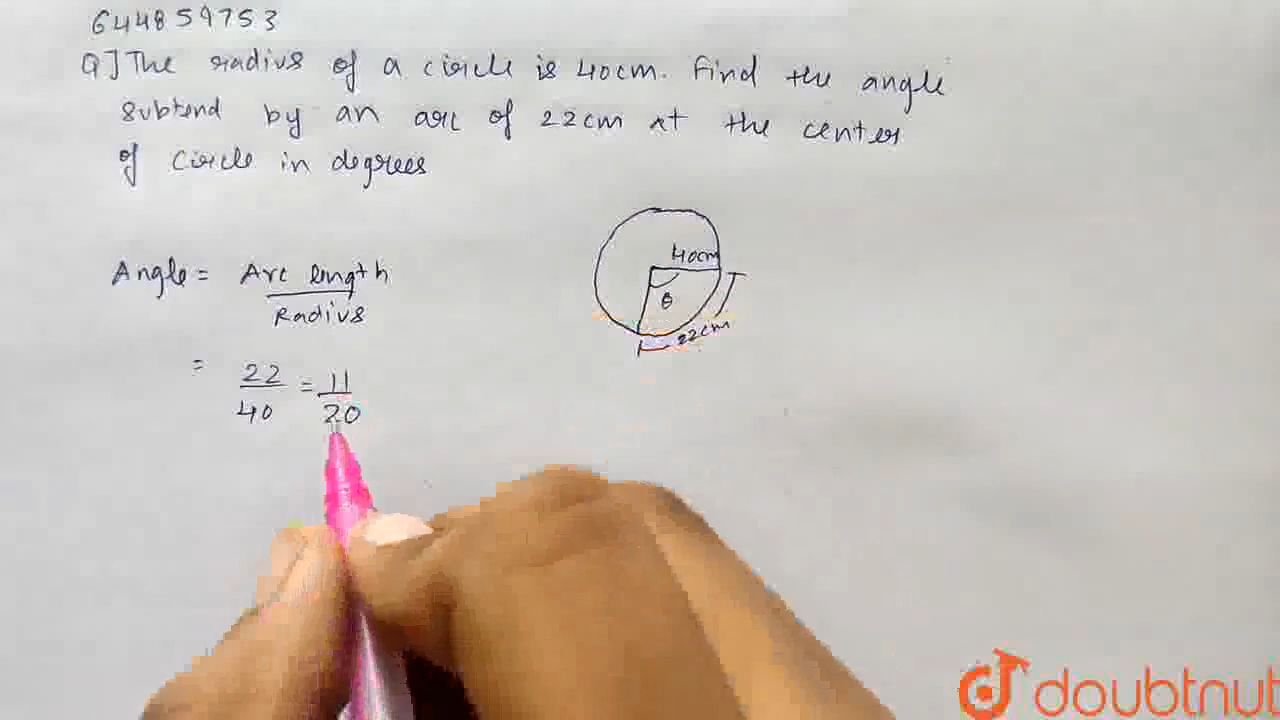 644859753
Q] The radius of a circle is 40cm. Find the angle
subtend by an arc of 22cm at the center
of circle in degrees
Angle = Arc length
Radius
= 22/40 = 11/20
40cm
θ
22cm
doubtnut